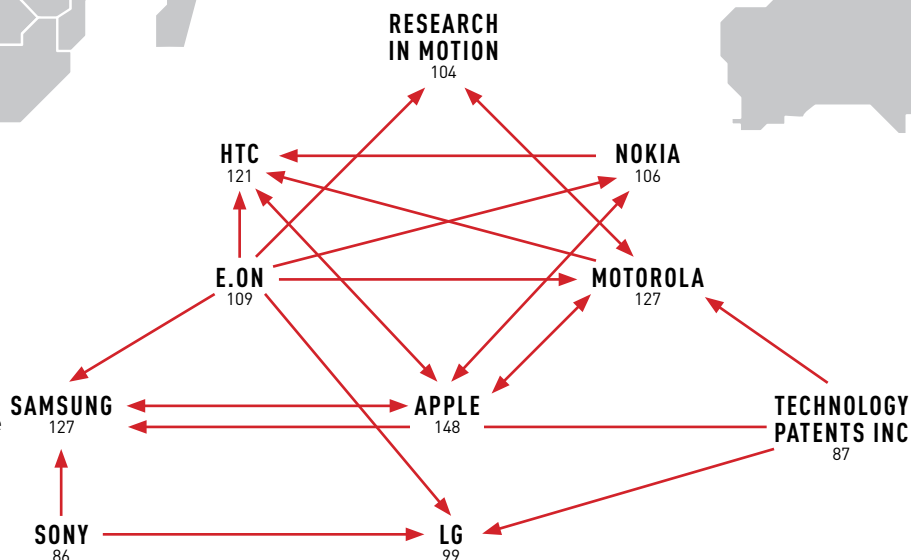 RESEARCH
IN MOTION
104
HTC
121
NOKIA
106
E.ON
109
MOTOROLA
127
SAMSUNG
127
APPLE
148
TECHNOLOGY
PATENTS INC
87
SONY
86
LG
99